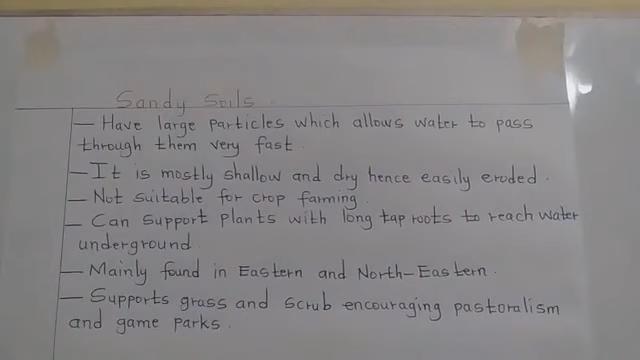 Sandy Soils.
— Have large particles which allows water to pass
through them very fast.
— It is mostly shallow and dry hence easily eroded.
— Not suitable for crop farming.
— Can support plants with long tap roots to reach water
underground.
— Mainly found in Eastern and North-Eastern.
— Supports grass and scrub encouraging pastoralism
and game parks.